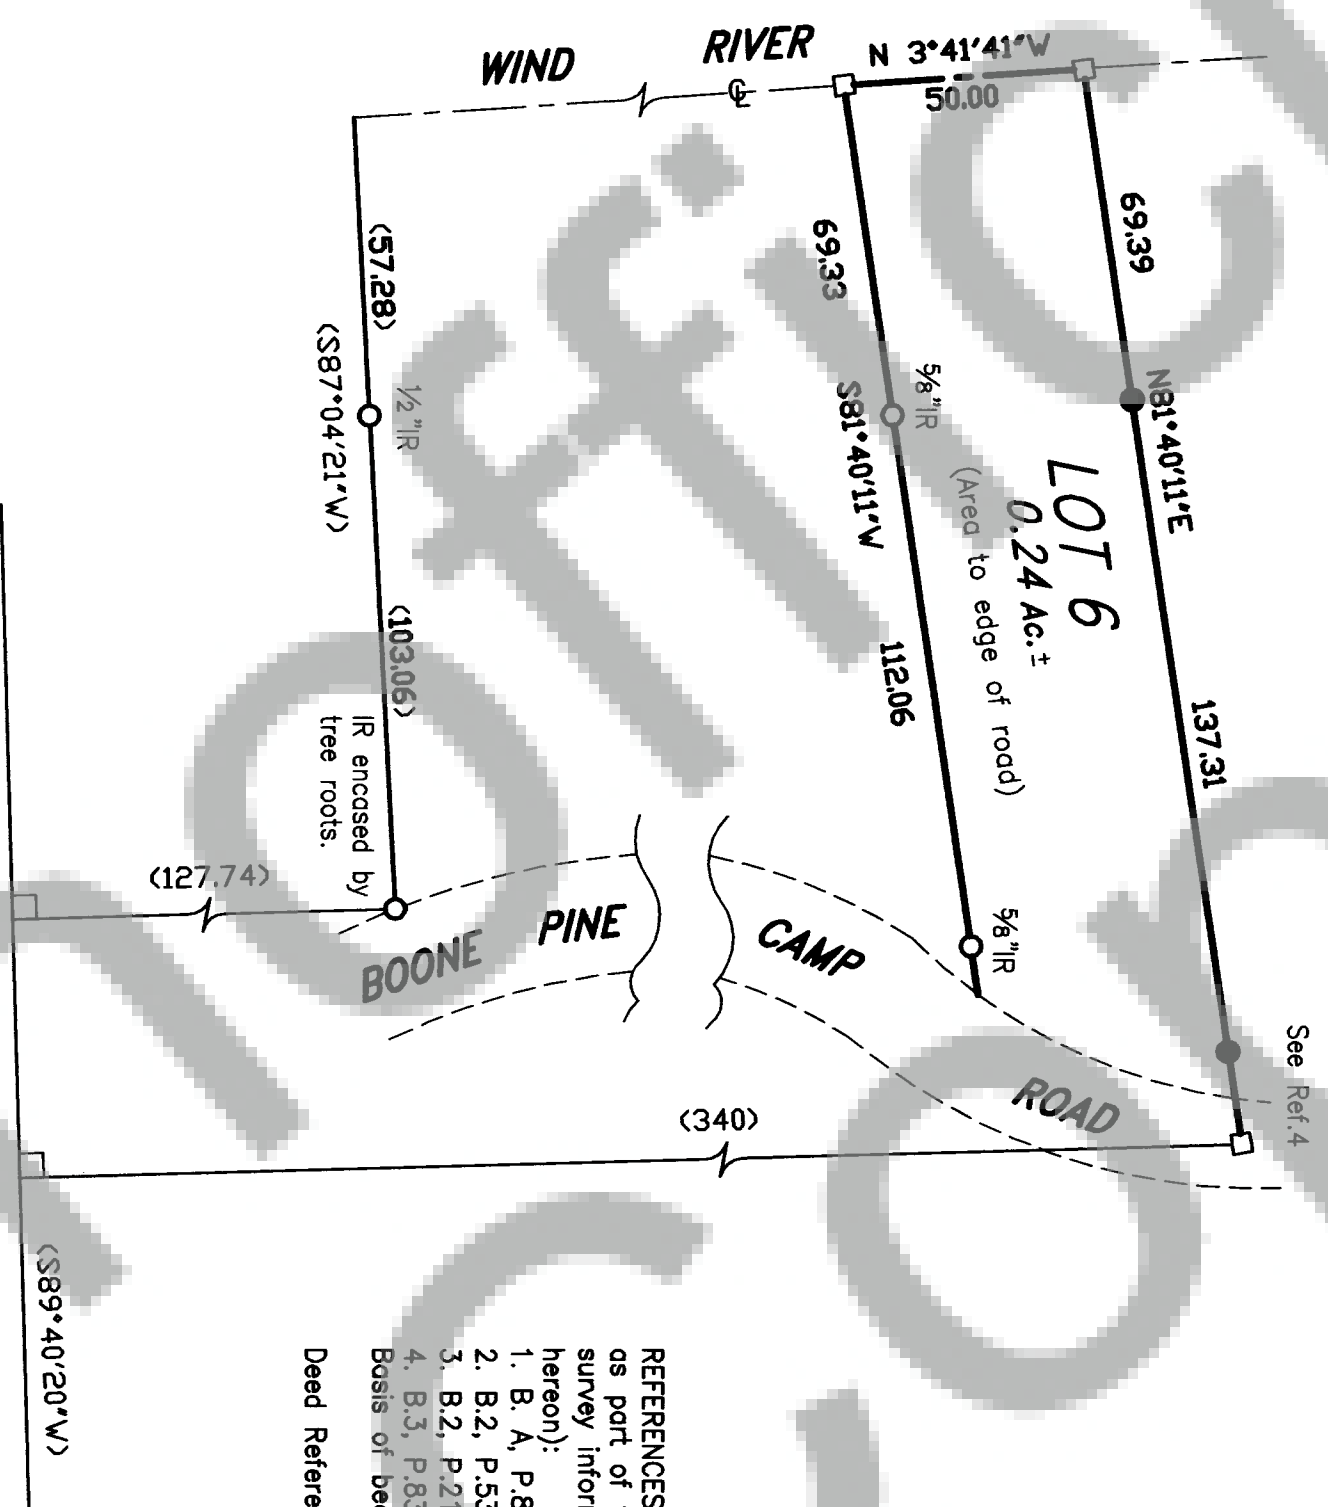 WIND RIVER
N 3°41'41"W
50.00
℄
69.39
N81°40'11"E
137.31
69.33
5/8"IR
S81°40'11"W
112.06
5/8"IR
LOT 6
0.24 Ac.±
(Area to edge of road)
(57.28)
1/2"IR
(S87°04'21"W)
(103.06)
IR encased by
tree roots.
(127.74)
BOONE PINE CAMP ROAD
See Ref.4
(340)
(S89°40'20"W)
REFERENCES
as part of
survey infor
hereon):
1. B. A, P.8
2. B.2, P.53
3. B.2, P.21
4. B.3, P.83
Basis of bea
Deed Refere